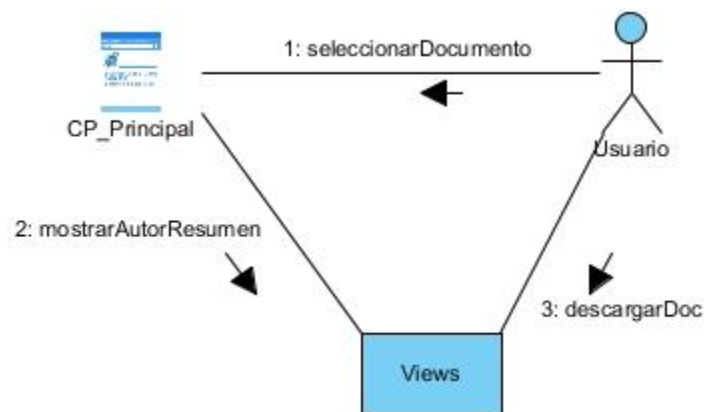 1: seleccionarDocumento
CP_Principal
Usuario
2: mostrarAutorResumen
3: descargarDoc
Views